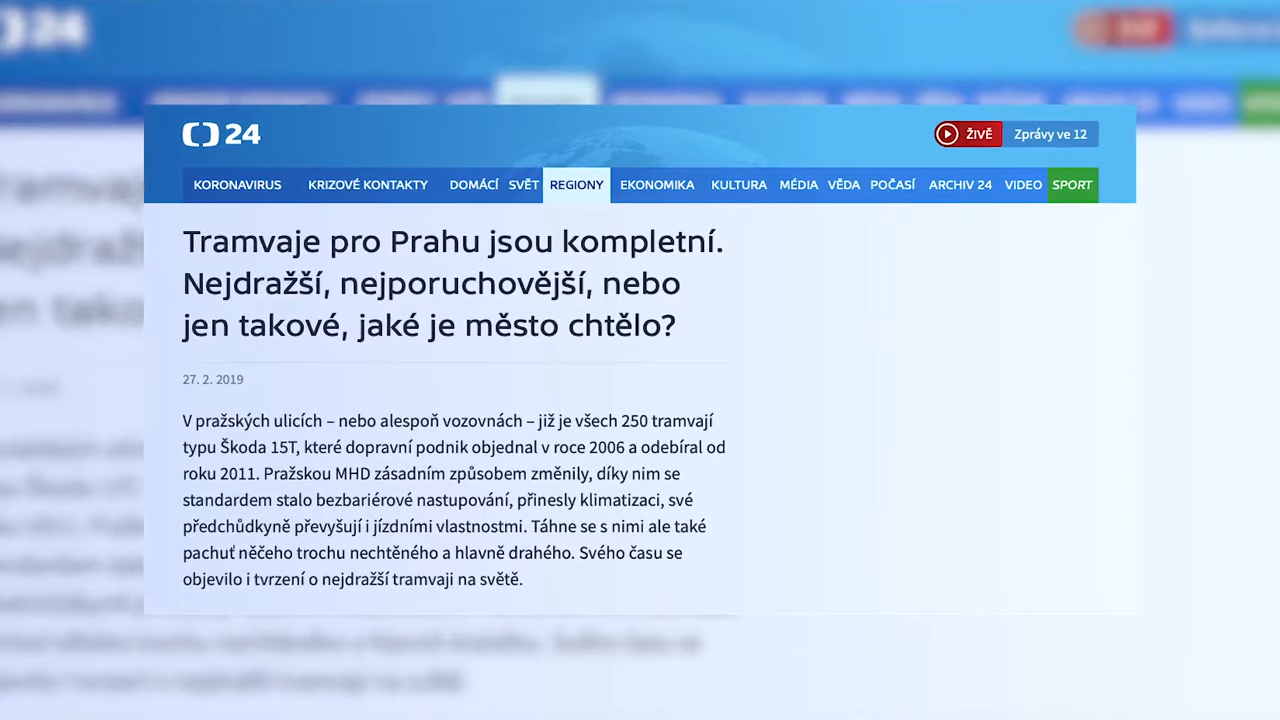 24
ŽIVĚ Zprávy ve 12
KORONAVIRUS KRIZOVÉ KONTAKTY DOMÁCÍ SVĚT REGIONY EKONOMIKA KULTURA MÉDIA VĚDA POČASÍ ARCHIV 24 VIDEO SPORT
Tramvaje pro Prahu jsou kompletní.
Nejdražší, nejporuchovější, nebo
jen takové, jaké je město chtělo?
27. 2. 2019
V pražských ulicích – nebo alespoň vozovnách – již je všech 250 tramvají
typu Škoda 15T, které dopravní podnik objednal v roce 2006 a odebíral od
roku 2011. Pražskou MHD zásadním způsobem změnily, díky nim se
standardem stalo bezbariérové nastupování, přinesly klimatizaci, své
předchůdkyně převyšují i jízdními vlastnostmi. Táhne se s nimi ale také
pachuť něčeho trochu nechtěného a hlavně drahého. Svého času se
objevilo i tvrzení o nejdražší tramvaji na světě.